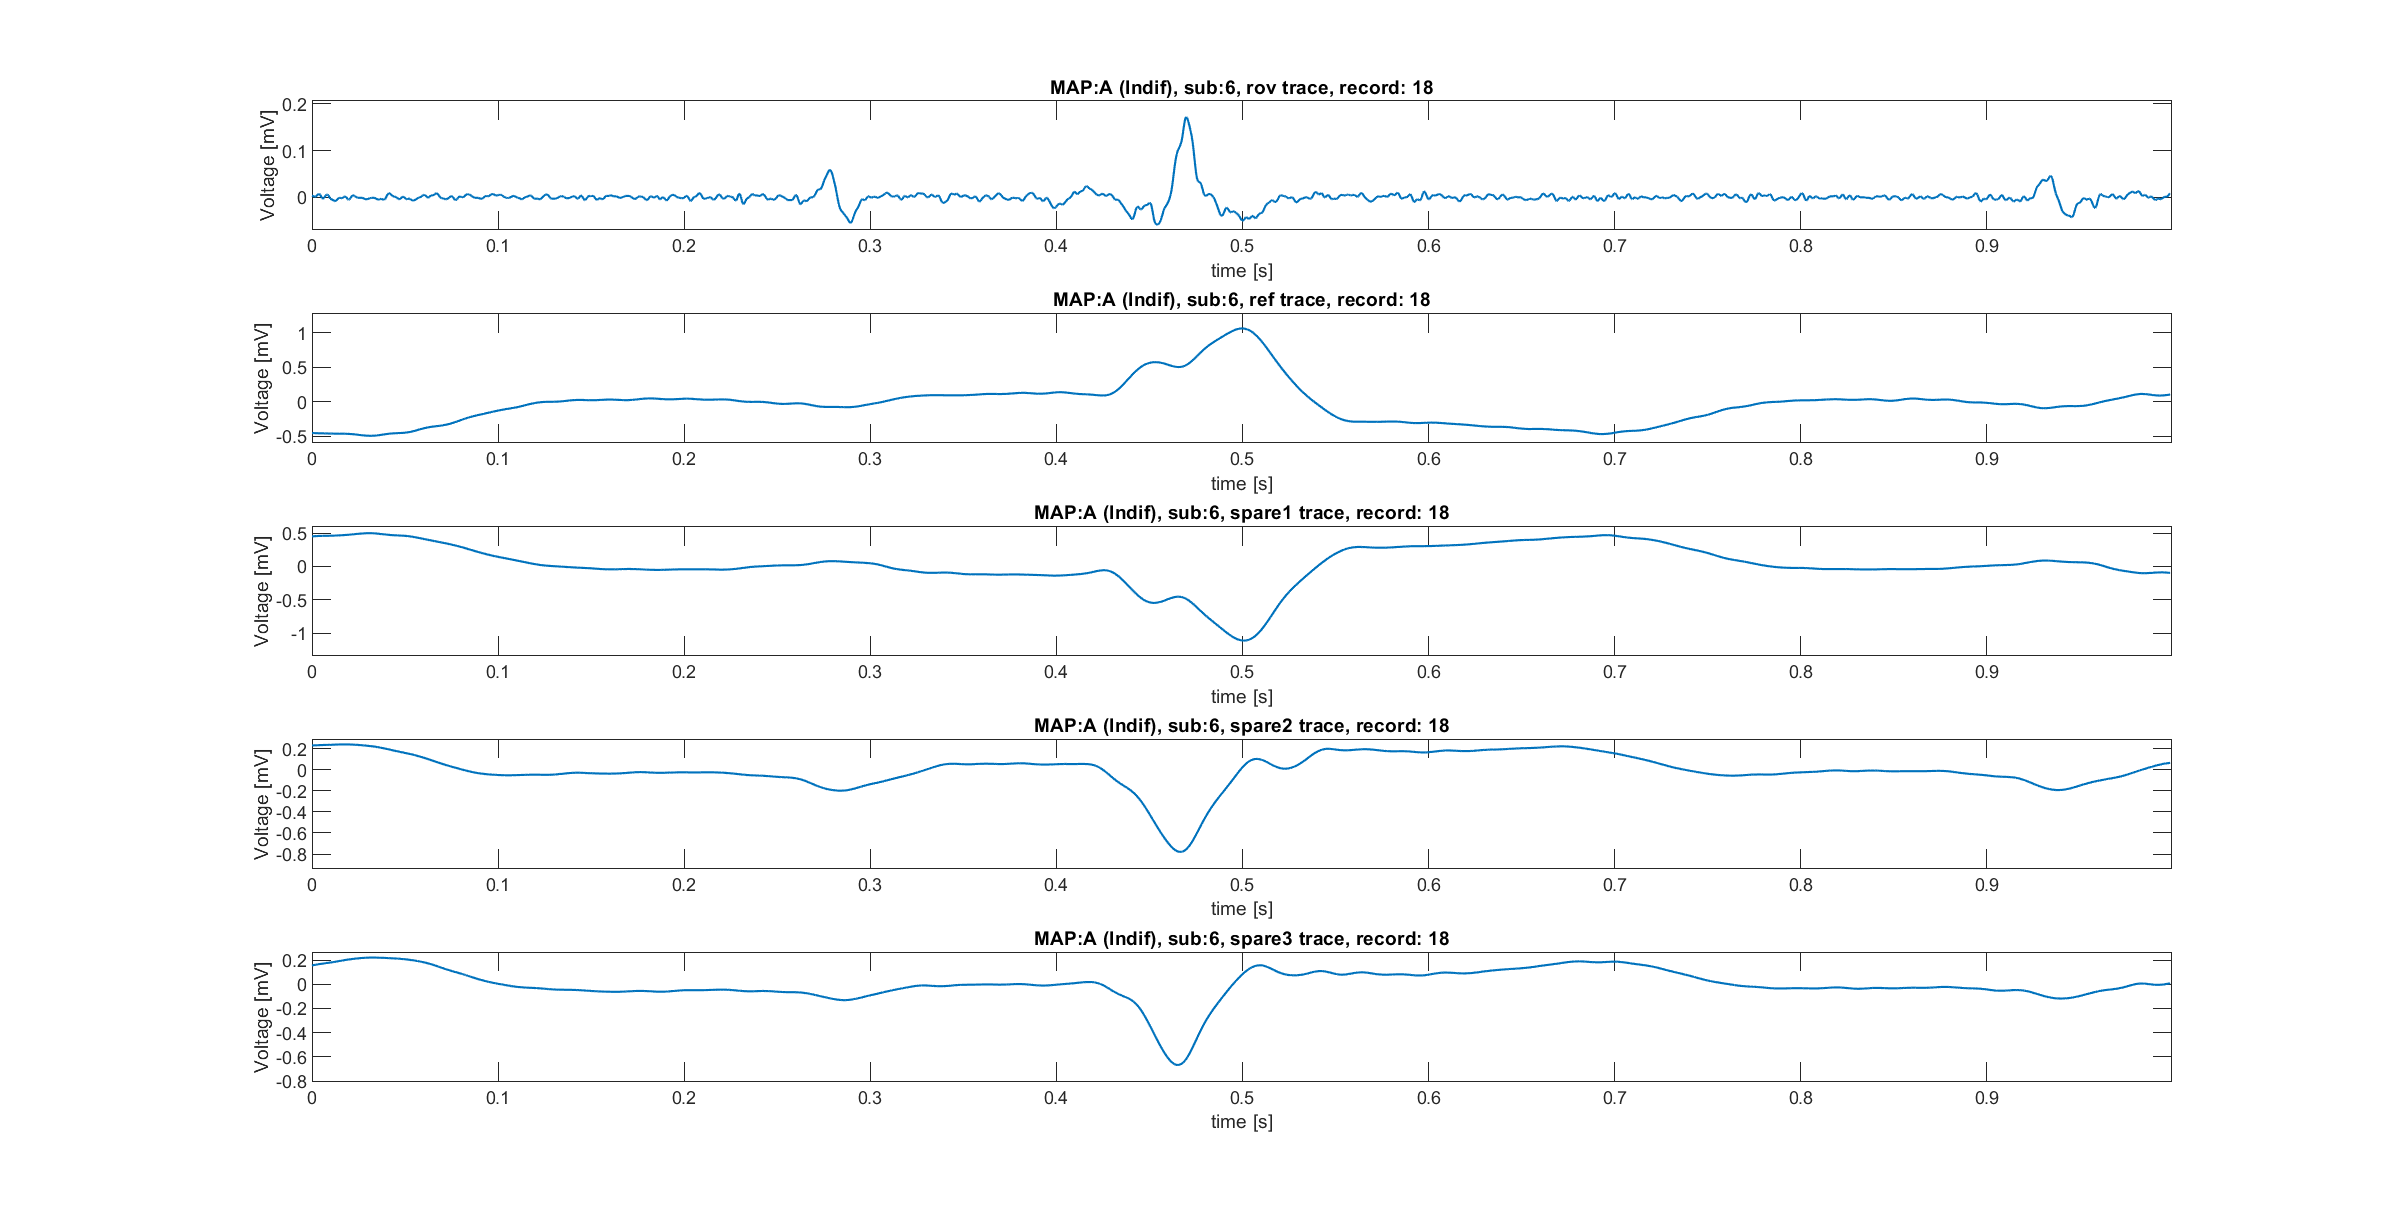 MAP:A (Indif), sub:6, rov trace, record: 18
Voltage [mV]
0.2
0.1
0
0 0.1 0.2 0.3 0.4 0.5 0.6 0.7 0.8 0.9
time [s]
MAP:A (Indif), sub:6, ref trace, record: 18
Voltage [mV]
1
0.5
0
-0.5
0 0.1 0.2 0.3 0.4 0.5 0.6 0.7 0.8 0.9
time [s]
MAP:A (Indif), sub:6, spare1 trace, record: 18
Voltage [mV]
0.5
0
-0.5
-1
0 0.1 0.2 0.3 0.4 0.5 0.6 0.7 0.8 0.9
time [s]
MAP:A (Indif), sub:6, spare2 trace, record: 18
Voltage [mV]
0.2
0
-0.2
-0.4
-0.6
-0.8
0 0.1 0.2 0.3 0.4 0.5 0.6 0.7 0.8 0.9
time [s]
MAP:A (Indif), sub:6, spare3 trace, record: 18
Voltage [mV]
0.2
0
-0.2
-0.4
-0.6
-0.8
0 0.1 0.2 0.3 0.4 0.5 0.6 0.7 0.8 0.9
time [s]